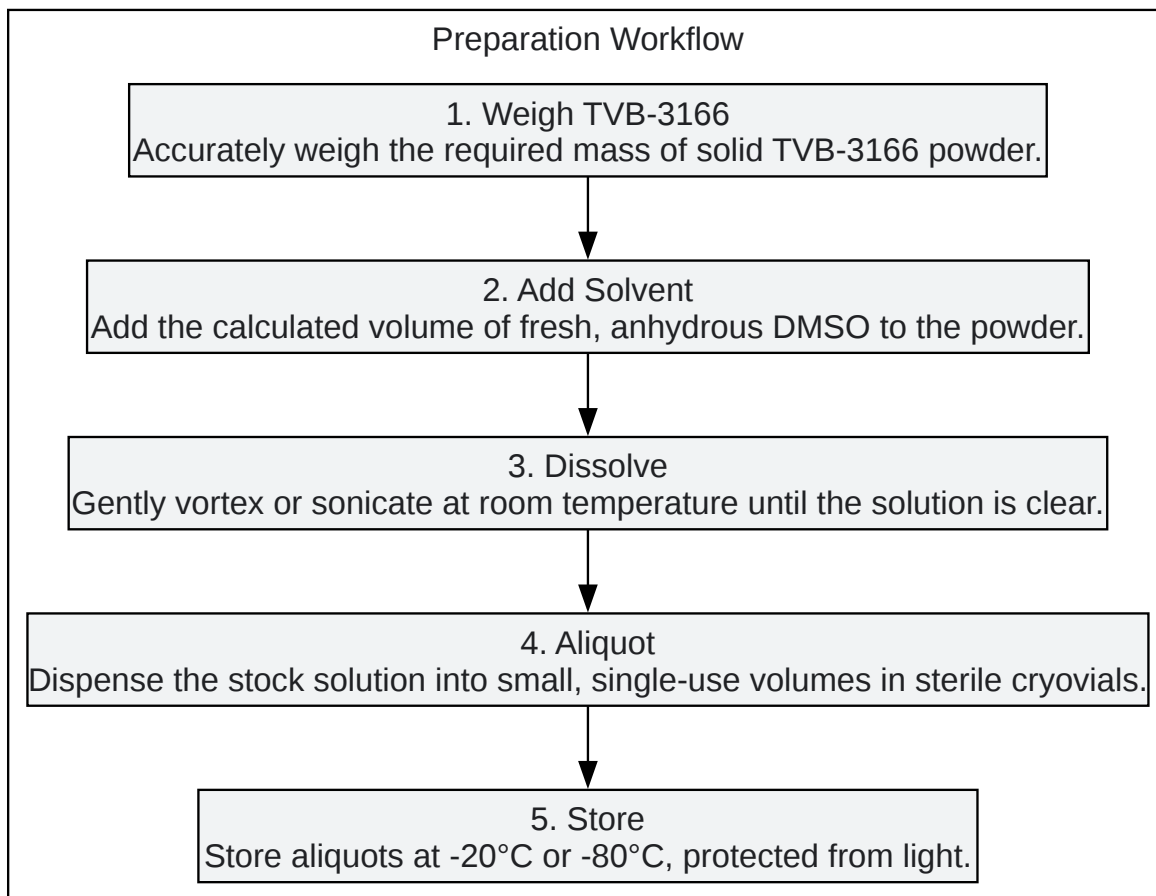 Preparation Workflow
1. Weigh TVB-3166
Accurately weigh the required mass of solid TVB-3166 powder.
2. Add Solvent
Add the calculated volume of fresh, anhydrous DMSO to the powder.
3. Dissolve
Gently vortex or sonicate at room temperature until the solution is clear.
4. Aliquot
Dispense the stock solution into small, single-use volumes in sterile cryovials.
5. Store
Store aliquots at -20°C or -80°C, protected from light.